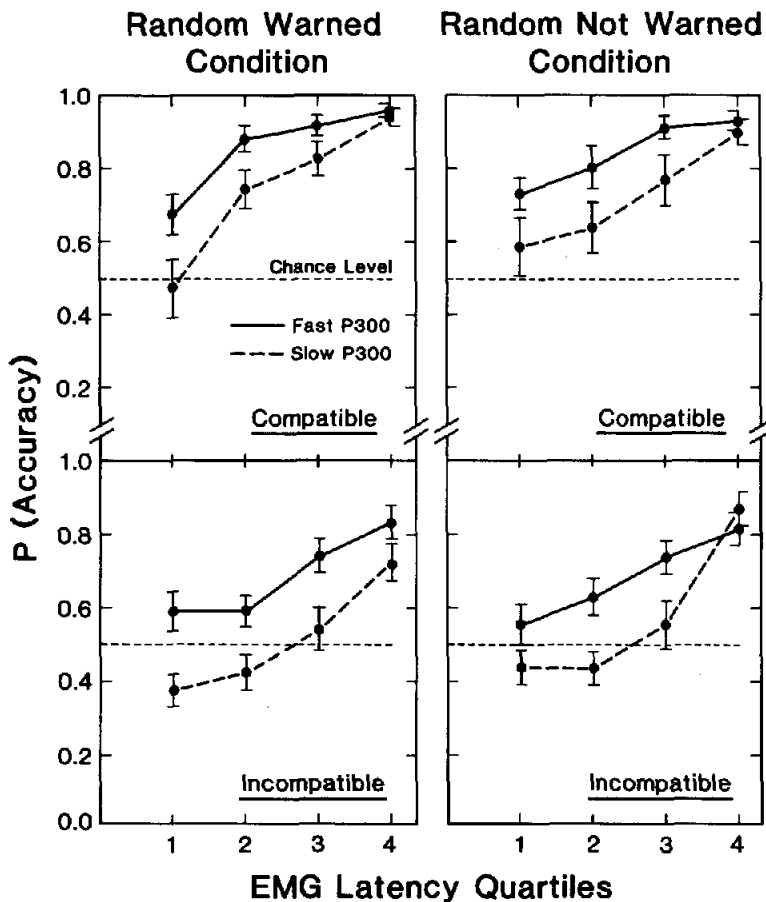 Random Warned Condition
Random Not Warned Condition
P (Accuracy)
1.0
0.8
0.6
0.4
0.2
Chance Level
Fast P300
Slow P300
Compatible
Compatible
1.0
0.8
0.6
0.4
0.2
0.0
Incompatible
Incompatible
1 2 3 4
1 2 3 4
EMG Latency Quartiles